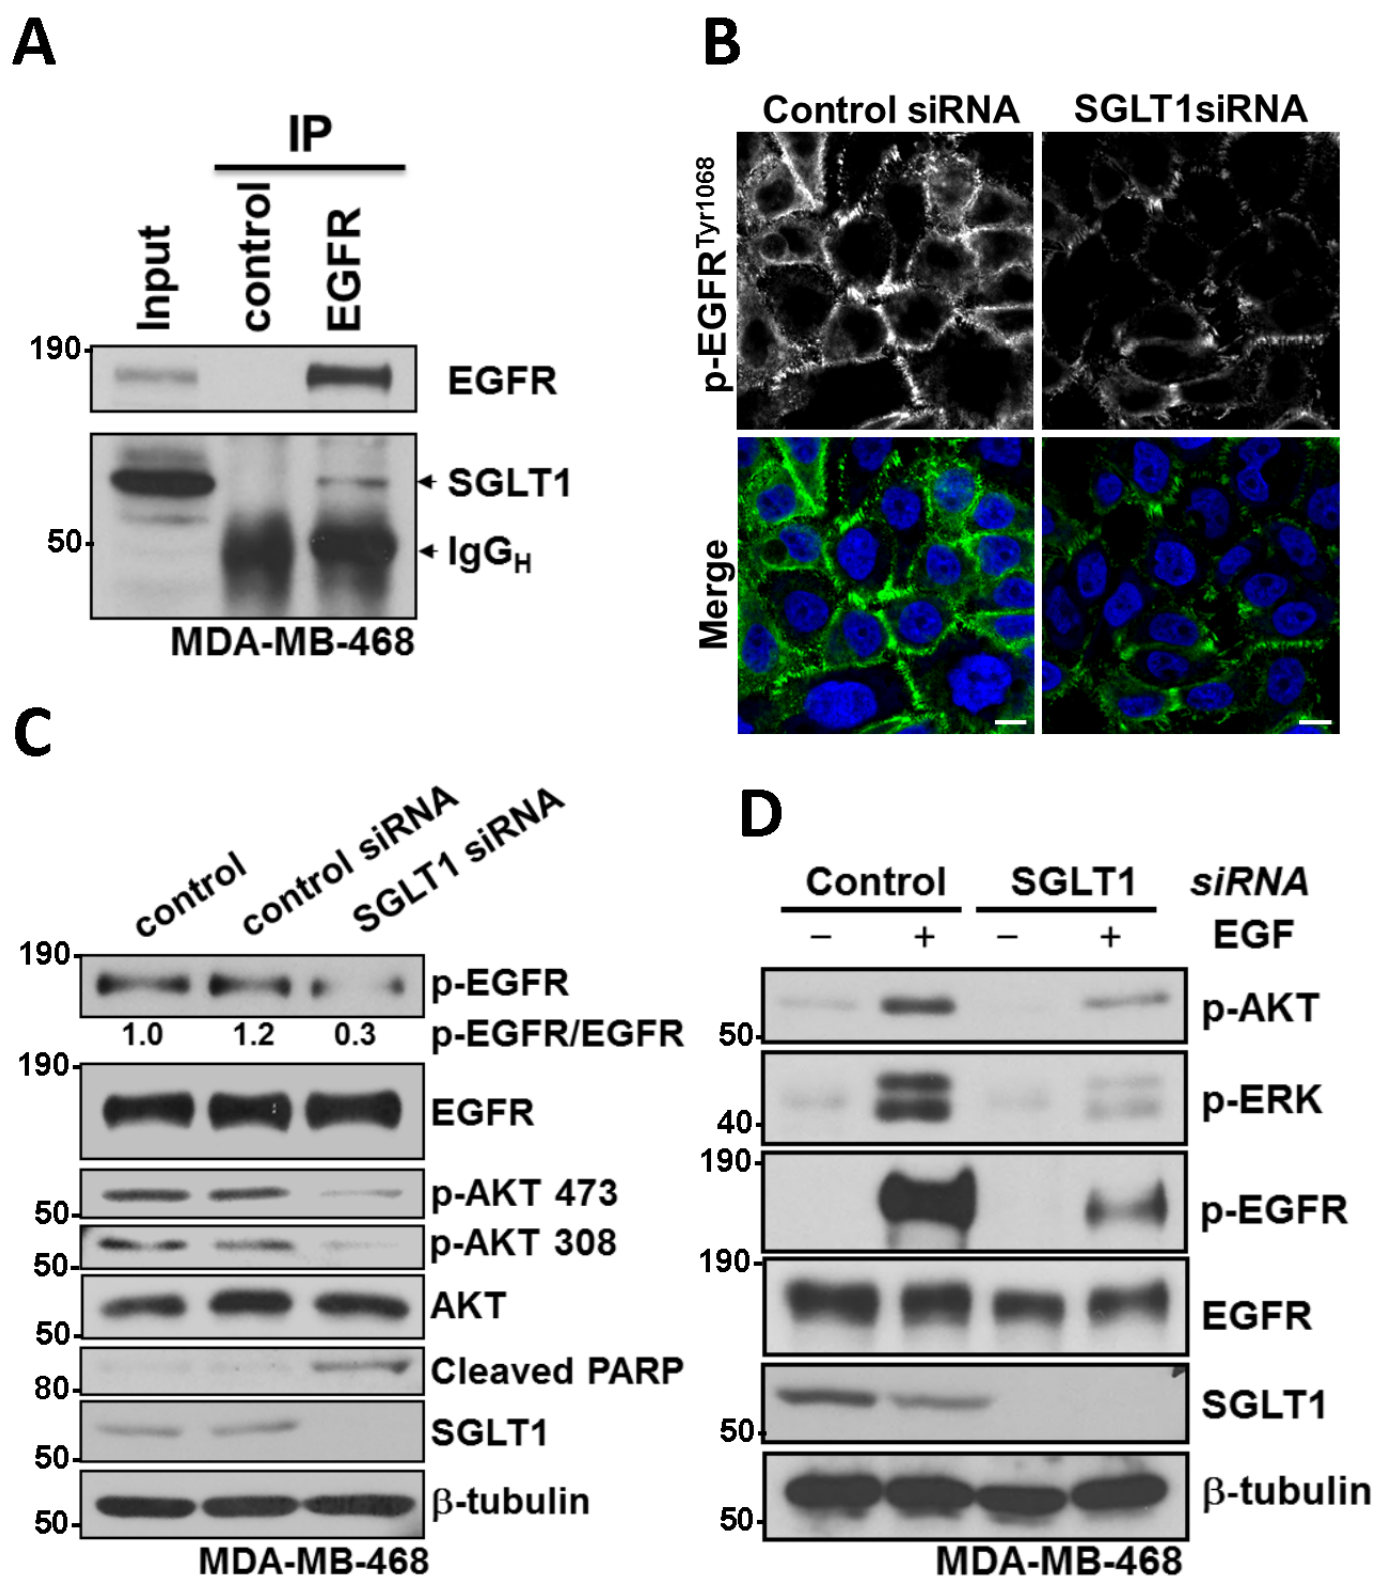 A
IP
Input
control
EGFR
190
EGFR
SGLT1
50
IgGH
MDA-MB-468
B
Control siRNA
SGLT1siRNA
p-EGFRTyr1068
Merge
C
control
control siRNA
SGLT1 siRNA
190
p-EGFR
1.0 1.2 0.3 p-EGFR/EGFR
190
EGFR
p-AKT 473
50
p-AKT 308
50
AKT
50
Cleaved PARP
80
SGLT1
50
β-tubulin
50
MDA-MB-468
D
Control SGLT1 siRNA
– + – + EGF
p-AKT
50
p-ERK
40
190
p-EGFR
190
EGFR
SGLT1
50
β-tubulin
50
MDA-MB-468